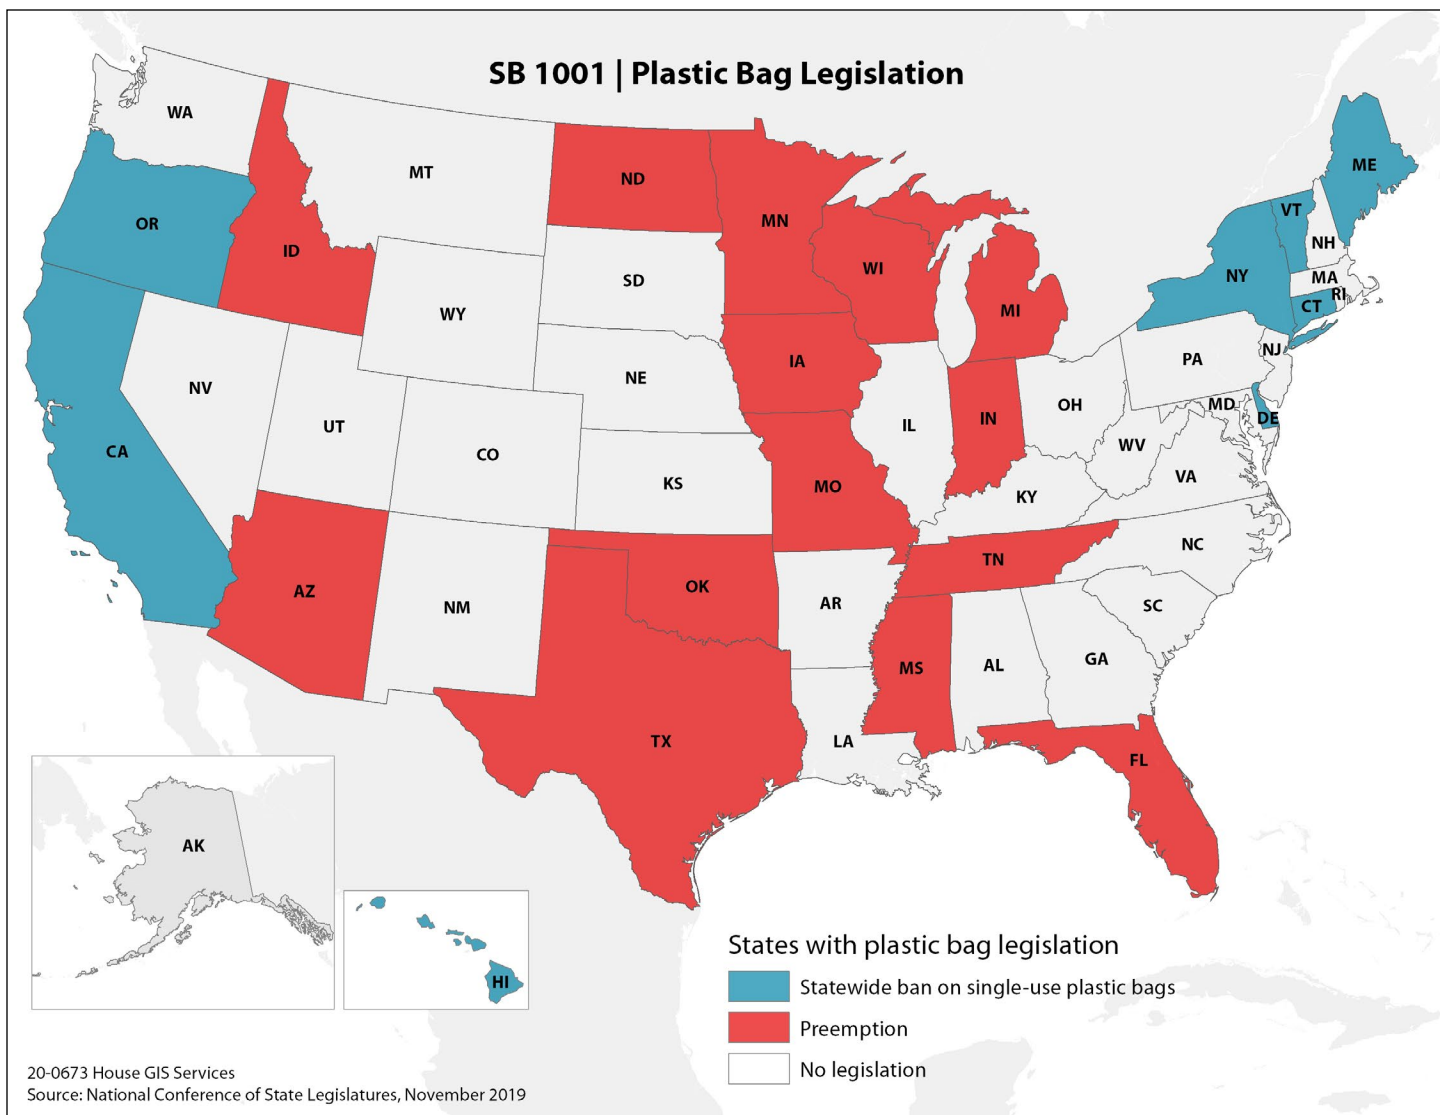 SB 1001 | Plastic Bag Legislation
WA
MT
ND
MN
ME
OR
ID
SD
WI
MI
VT
NH
NY
MA
RI
CT
WY
IA
NE
PA
NJ
NV
UT
CO
KS
MO
IL
IN
OH
MD
DE
WV
VA
KY
CA
AZ
NM
OK
AR
TN
NC
SC
MS
AL
GA
TX
LA
FL
AK
HI
States with plastic bag legislation
Statewide ban on single-use plastic bags
Preemption
No legislation
20-0673 House GIS Services
Source: National Conference of State Legislatures, November 2019